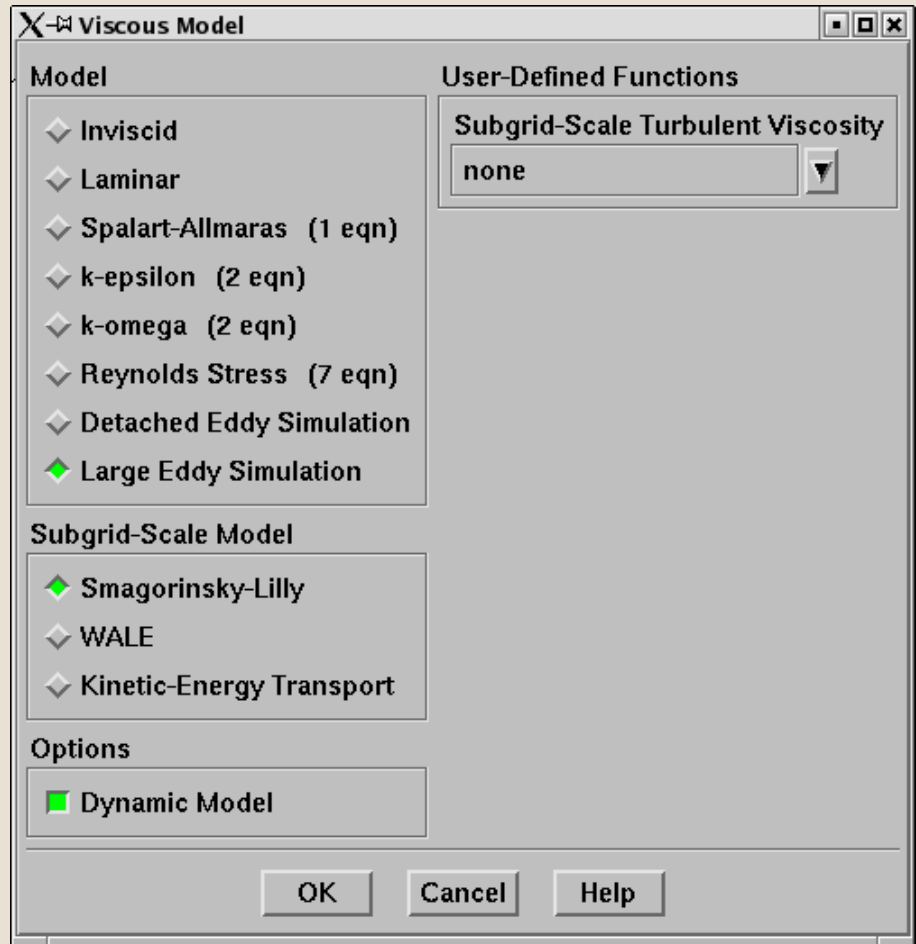 Viscous Model
Model
Inviscid
Laminar
Spalart-Allmaras (1 eqn)
k-epsilon (2 eqn)
k-omega (2 eqn)
Reynolds Stress (7 eqn)
Detached Eddy Simulation
Large Eddy Simulation
Subgrid-Scale Model
Smagorinsky-Lilly
WALE
Kinetic-Energy Transport
Options
Dynamic Model
User-Defined Functions
Subgrid-Scale Turbulent Viscosity
none
OK Cancel Help